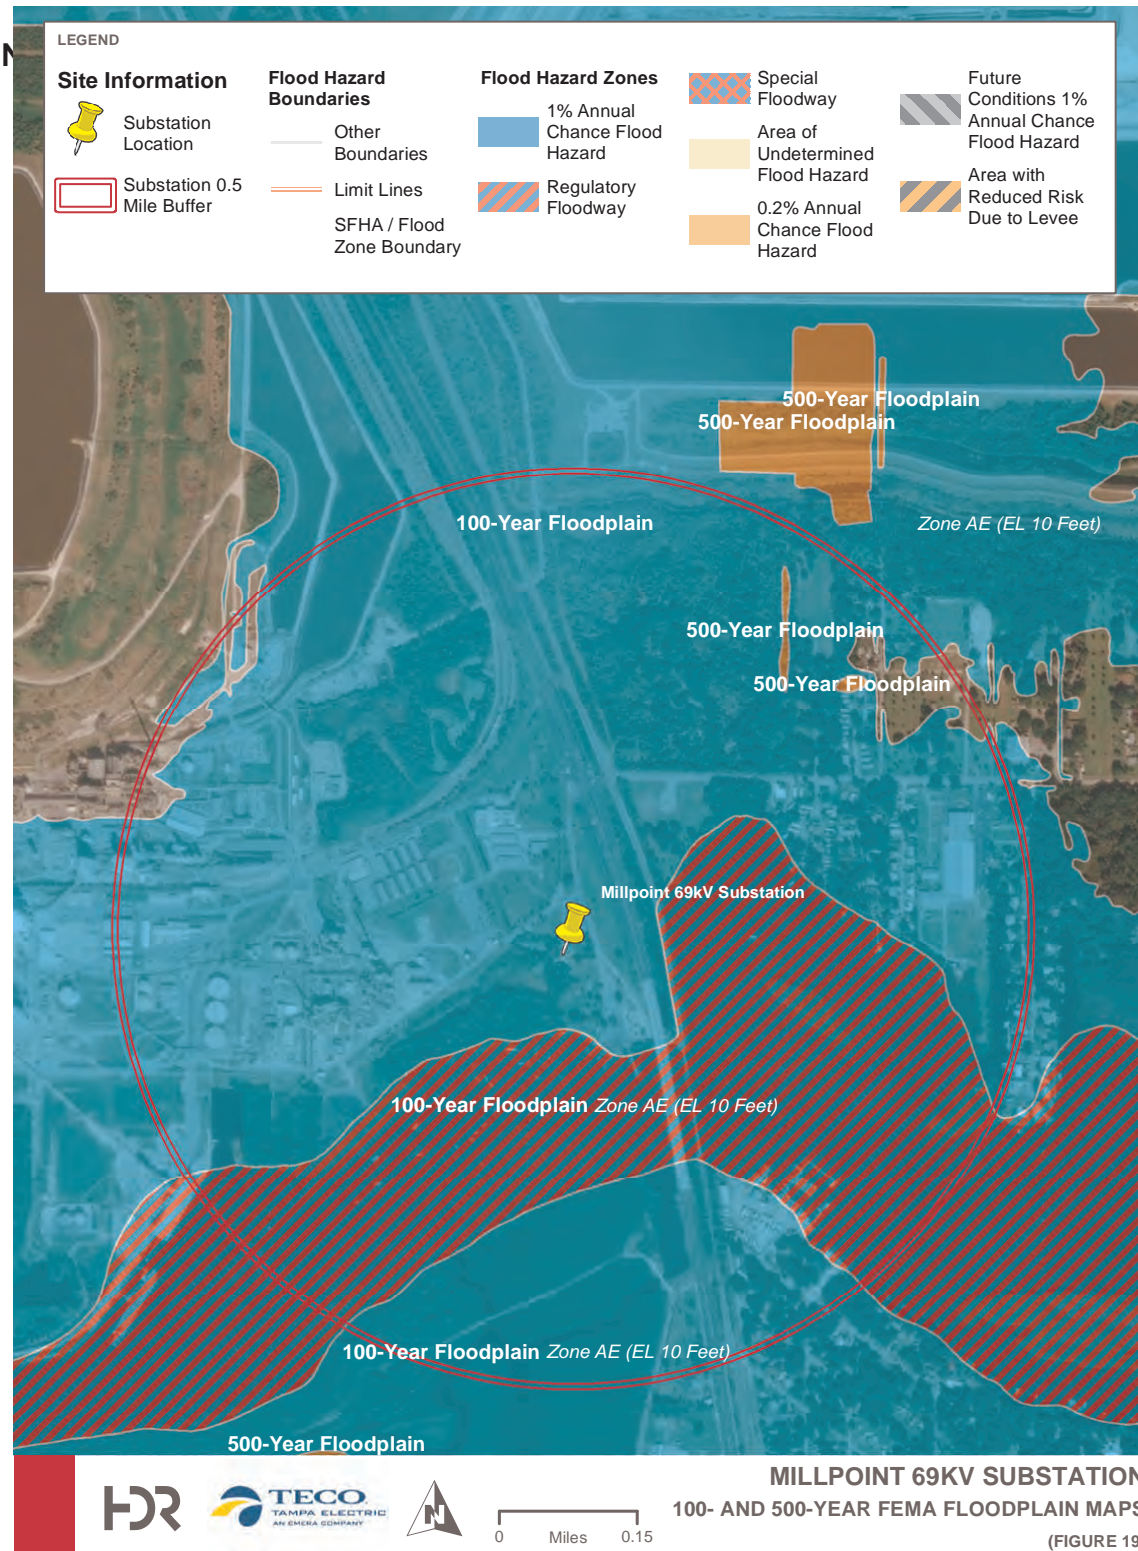 N
LEGEND
Site Information
Substation
Location
Substation 0.5
Mile Buffer
Flood Hazard
Boundaries
Other
Boundaries
Limit Lines
SFHA / Flood
Zone Boundary
Flood Hazard Zones
1% Annual
Chance Flood
Hazard
Regulatory
Floodway
Special
Floodway
Area of
Undetermined
Flood Hazard
0.2% Annual
Chance Flood
Hazard
Future
Conditions 1%
Annual Chance
Flood Hazard
Area with
Reduced Risk
Due to Levee
500-Year Floodplain
500-Year Floodplain
100-Year Floodplain
Zone AE (EL 10 Feet)
500-Year Floodplain
500-Year Floodplain
Millpoint 69kV Substation
100-Year Floodplain Zone AE (EL 10 Feet)
100-Year Floodplain Zone AE (EL 10 Feet)
500-Year Floodplain
HDR
TECO
TAMPA ELECTRIC
AN EMERA COMPANY
N
0 Miles 0.15
MILLPOINT 69KV SUBSTATION
100- AND 500-YEAR FEMA FLOODPLAIN MAPS
(FIGURE 19